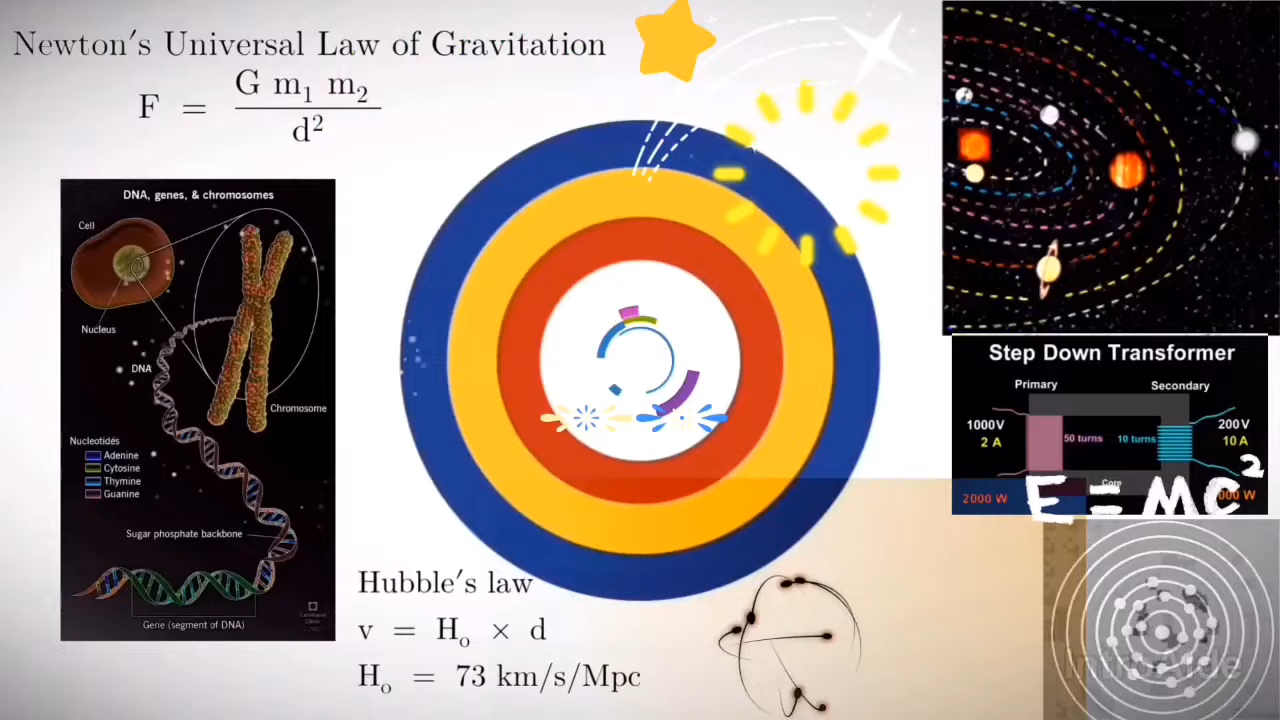 Newton's Universal Law of Gravitation
F = G m1 m2
d2
DNA, genes, & chromosomes
Cell
Nucleus
DNA
Chromosome
Nucleotides
Adenine
Cytosine
Thymine
Guanine
Sugar phosphate backbone
Gene (segment of DNA)
Hubble's law
v = Ho × d
Ho = 73 km/s/Mpc
Step Down Transformer
Primary Secondary
1000V 200V
2 A 10 A
50 turns 10 turns
Core
2000 W 000 W
E = MC2